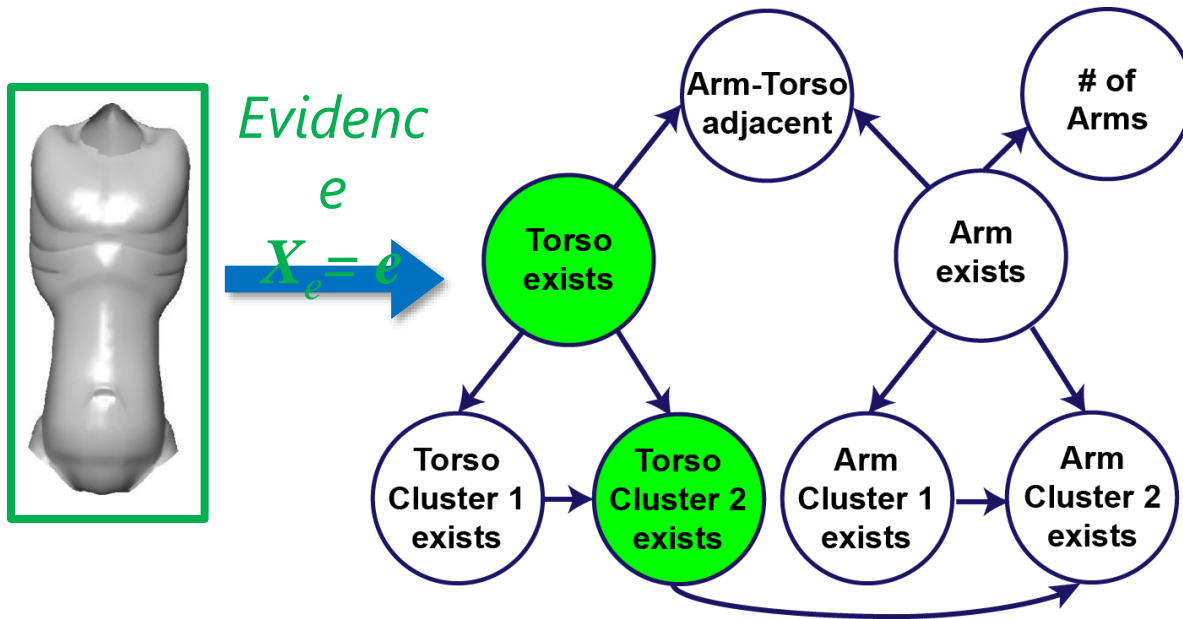 Evidenc
e
Xe = e
Arm-Torso
adjacent
# of
Arms
Torso
exists
Arm
exists
Torso
Cluster 1
exists
Torso
Cluster 2
exists
Arm
Cluster 1
exists
Arm
Cluster 2
exists